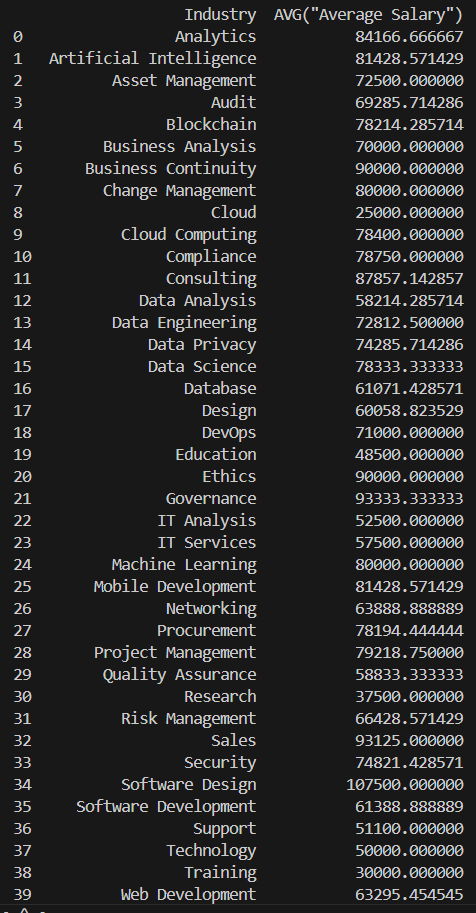 Industry AVG("Average Salary")
0 Analytics 84166.666667
1 Artificial Intelligence 81428.571429
2 Asset Management 72500.000000
3 Audit 69285.714286
4 Blockchain 78214.285714
5 Business Analysis 70000.000000
6 Business Continuity 90000.000000
7 Change Management 80000.000000
8 Cloud 25000.000000
9 Cloud Computing 78400.000000
10 Compliance 78750.000000
11 Consulting 87857.142857
12 Data Analysis 58214.285714
13 Data Engineering 72812.500000
14 Data Privacy 74285.714286
15 Data Science 78333.333333
16 Database 61071.428571
17 Design 60058.823529
18 DevOps 71000.000000
19 Education 48500.000000
20 Ethics 90000.000000
21 Governance 93333.333333
22 IT Analysis 52500.000000
23 IT Services 57500.000000
24 Machine Learning 80000.000000
25 Mobile Development 81428.571429
26 Networking 63888.888889
27 Procurement 78194.444444
28 Project Management 79218.750000
29 Quality Assurance 58833.333333
30 Research 37500.000000
31 Risk Management 66428.571429
32 Sales 93125.000000
33 Security 74821.428571
34 Software Design 107500.000000
35 Software Development 61388.888889
36 Support 51100.000000
37 Technology 50000.000000
38 Training 30000.000000
39 Web Development 63295.454545